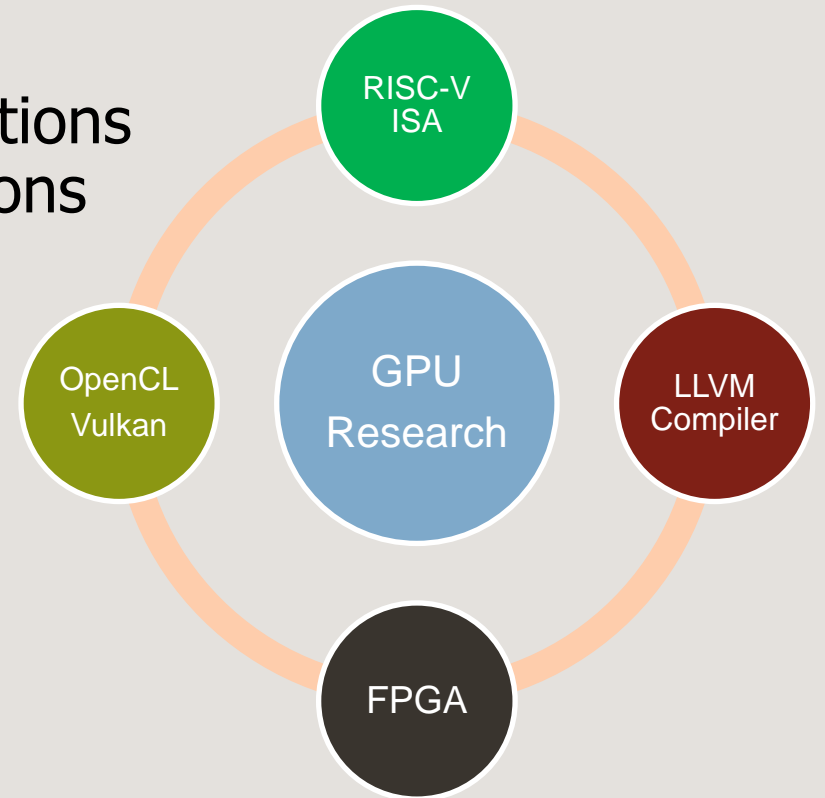 tions
ons
RISC-V
ISA
OpenCL
Vulkan
GPU
Research
LLVM
Compiler
FPGA